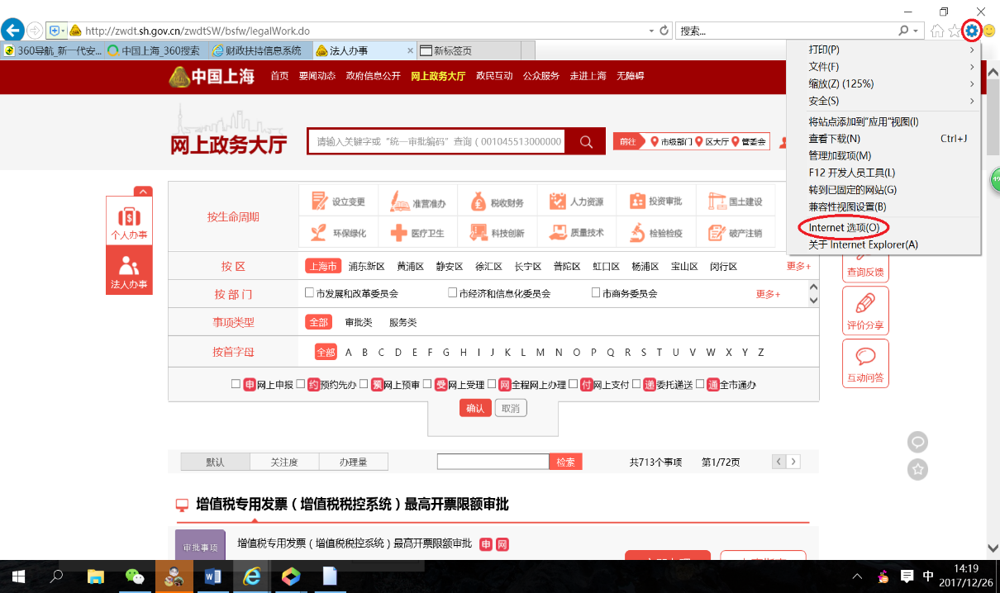 http://zwdt.sh.gov.cn/zwdtSW/bsfw/legalWork.do
搜索...
360导航_新一代安... 中国上海_360搜索 财政扶持信息系统 法人办事 新标签页
中国上海 首页 要闻动态 政府信息公开 网上政务大厅 政民互动 公众服务 走进上海 无障碍
打印(P)
文件(F)
缩放(Z) (125%)
安全(S)
将站点添加到“应用”视图(I)
查看下载(N) Ctrl+J
管理加载项(M)
F12 开发人员工具(L)
转到已固定的网站(G)
兼容性视图设置(B)
Internet 选项(O)
关于 Internet Explorer(A)
网上政务大厅 请输入关键字或 “统一审批编码” 查询 ( 001045513000000 前往 市级部门 区大厅 管委会
个人办事
法人办事
按生命周期
设立变更 准营准办 税收财务 人力资源 投资审批 国土建设
环保绿化 医疗卫生 科技创新 质量技术 检验检疫 破产注销
按 区 上海市 浦东新区 黄浦区 静安区 徐汇区 长宁区 普陀区 虹口区 杨浦区 宝山区 闵行区 更多+
按 部 门 市发展和改革委员会 市经济和信息化委员会 市商务委员会 更多+
事项类型 全部 审批类 服务类
按首字母 全部 A B C D E F G H I J K L M N O P Q R S T U V W X Y Z
申 网上申报 约 预约先办 预 网上预审 受 网上受理 网 全程网上办理 付 网上支付 递 委托递送 通 全市通办
确认 取消
查询反馈
评价分享
互动问答
默认 关注度 办理量 检索 共713个事项 第1/72页
增值税专用发票（增值税税控系统）最高开票限额审批
审批事项 增值税专用发票（增值税税控系统）最高开票限额审批 申 网
中 14:19
2017/12/26